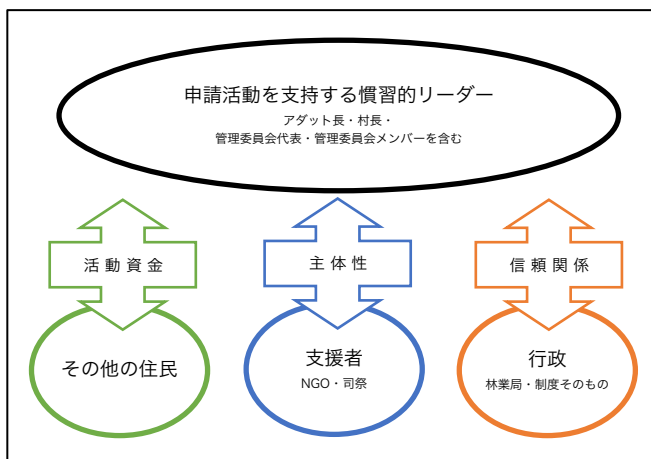 申請活動を支持する慣習的リーダー
アダット長・村長・
管理委員会代表・管理委員会メンバーを含む
活動資金
主体性
信頼関係
その他の住民
支援者
NGO・司祭
行政
林業局・制度そのもの